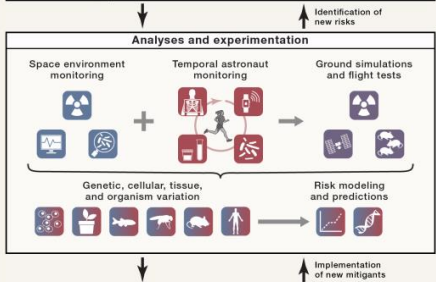 Identification of
new risks
Analyses and experimentation
Space environment
monitoring
Temporal astronaut
monitoring
Ground simulations
and flight tests
Genetic, cellular, tissue,
and organism variation
Risk modeling
and predictions
Implementation
of new mitigants